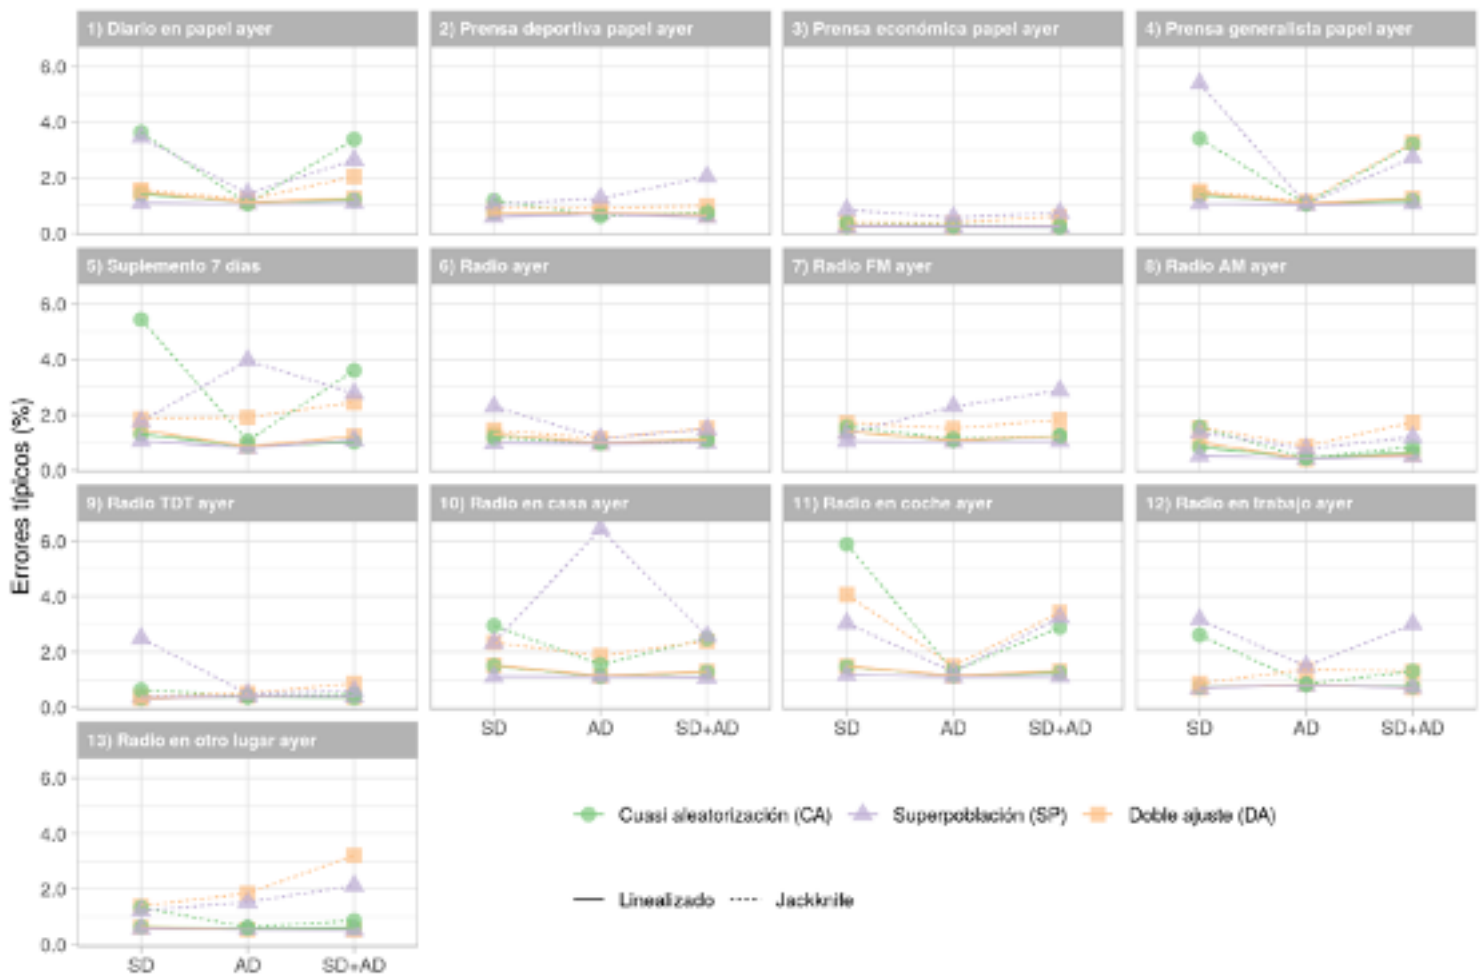 1) Diario en papel ayer
2) Prensa deportiva papel ayer
3) Prensa económica papel ayer
4) Prensa generalista papel ayer
6.0
4.0
2.0
0.0
5) Suplemento 7 días
6) Radio ayer
7) Radio FM ayer
8) Radio AM ayer
6.0
4.0
2.0
0.0
Errores típicos (%)
9) Radio TDT ayer
10) Radio en casa ayer
11) Radio en coche ayer
12) Radio en trabajo ayer
6.0
4.0
2.0
0.0
SD AD SD+AD
SD AD SD+AD
SD AD SD+AD
13) Radio en otro lugar ayer
6.0
4.0
2.0
0.0
SD AD SD+AD
Cuasi aleatorización (CA) Superpoblación (SP) Doble ajuste (DA)
Linealizado Jackknife